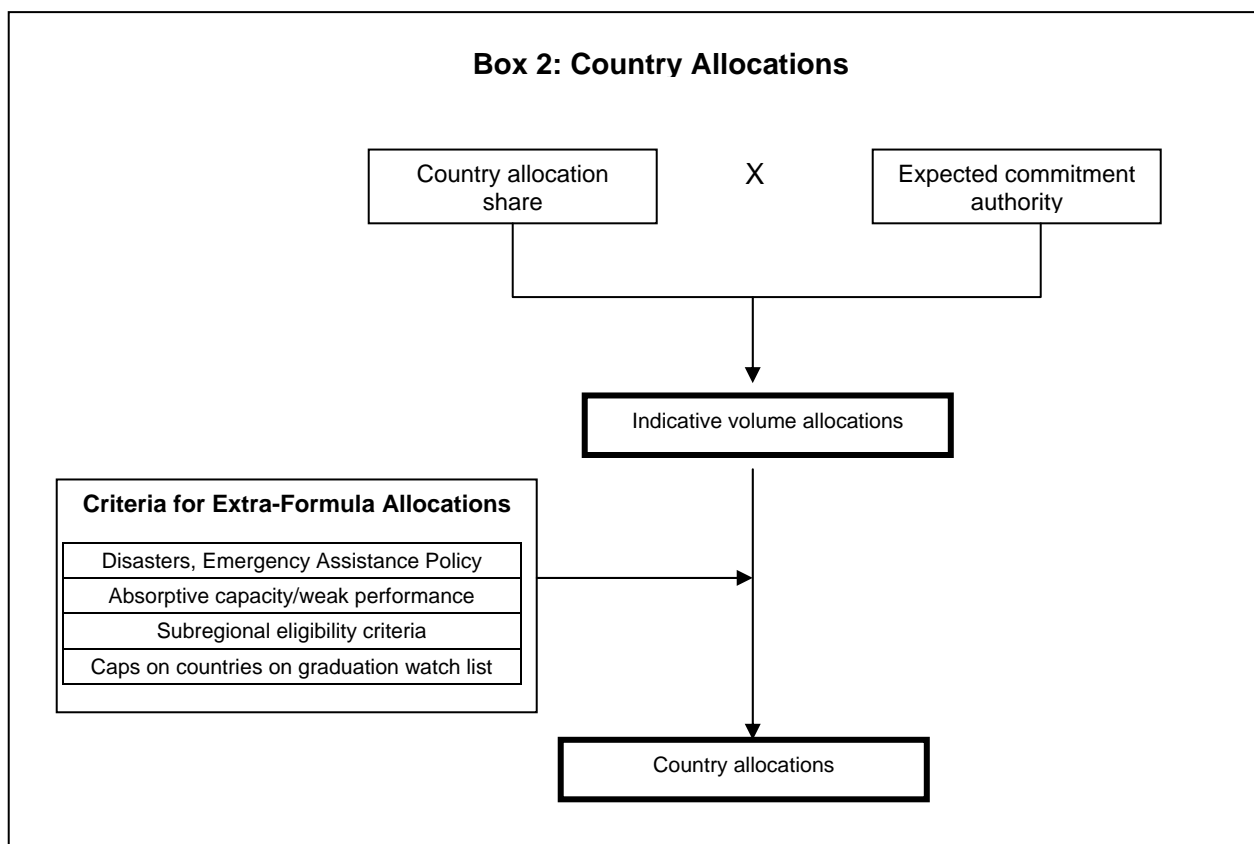 Box 2: Country Allocations
Country allocation
share
X
Expected commitment
authority
Indicative volume allocations
Criteria for Extra-Formula Allocations
Disasters, Emergency Assistance Policy
Absorptive capacity/weak performance
Subregional eligibility criteria
Caps on countries on graduation watch list
Country allocations